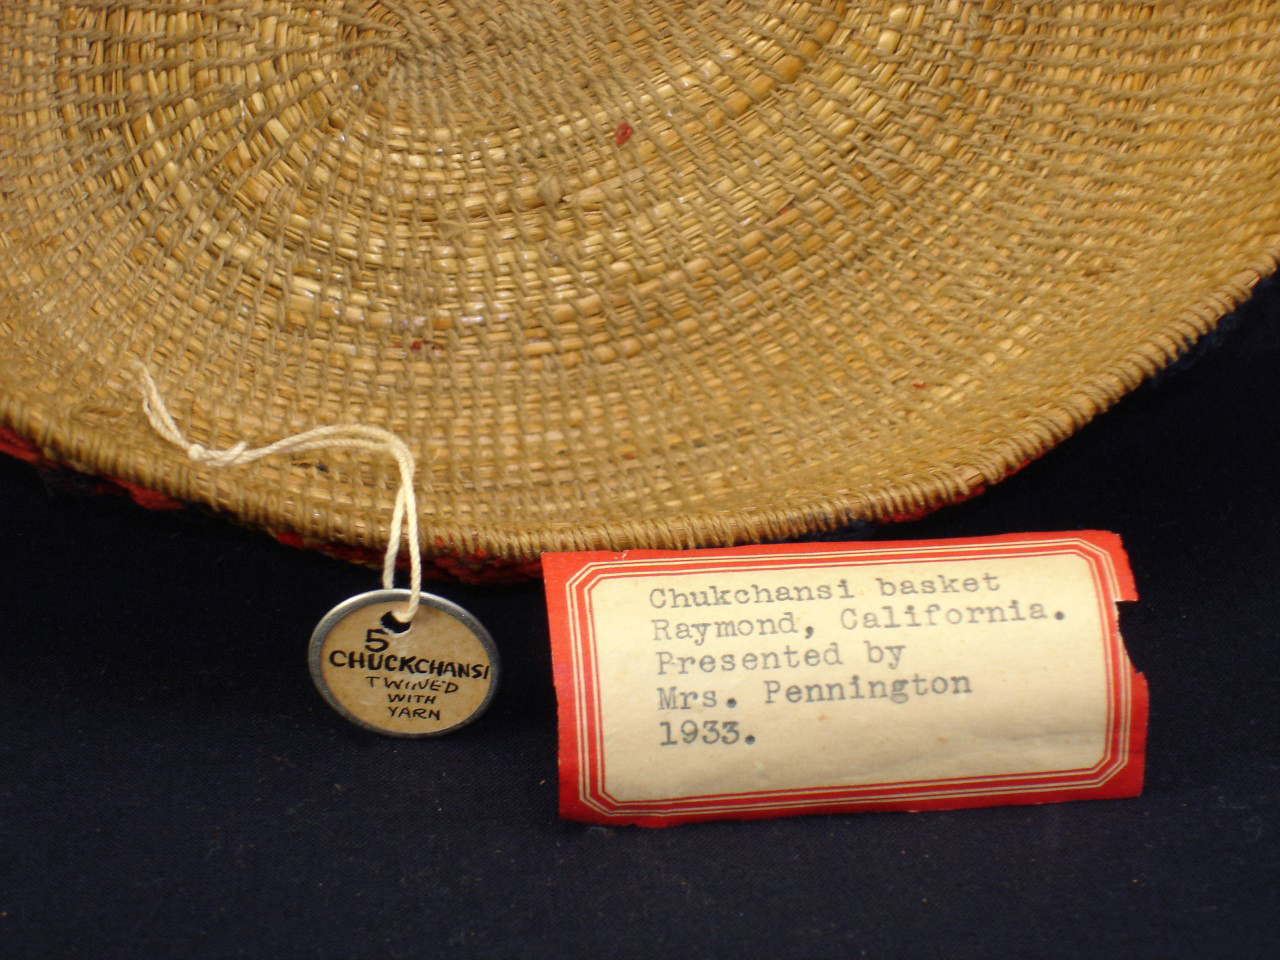 5
CHUCKCHANSI
TWINED
WITH
YARN
Chukchansi basket
Raymond, California.
Presented by
Mrs. Pennington
1933.